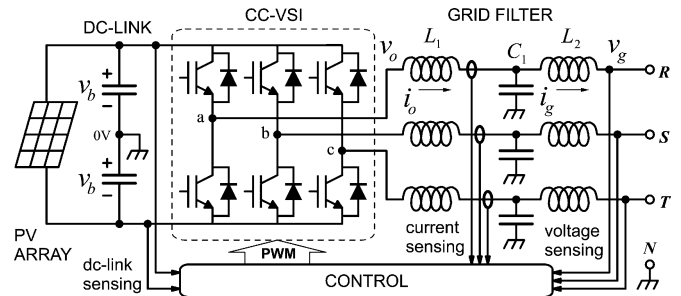 DC-LINK
CC-VSI
GRID FILTER
+
v_b
−
0V
+
v_b
−
a
b
c
v_o
L_1
C_1
L_2
v_g
i_o
i_g
R
S
T
N
PV
ARRAY
dc-link
sensing
PWM
current
sensing
voltage
sensing
CONTROL